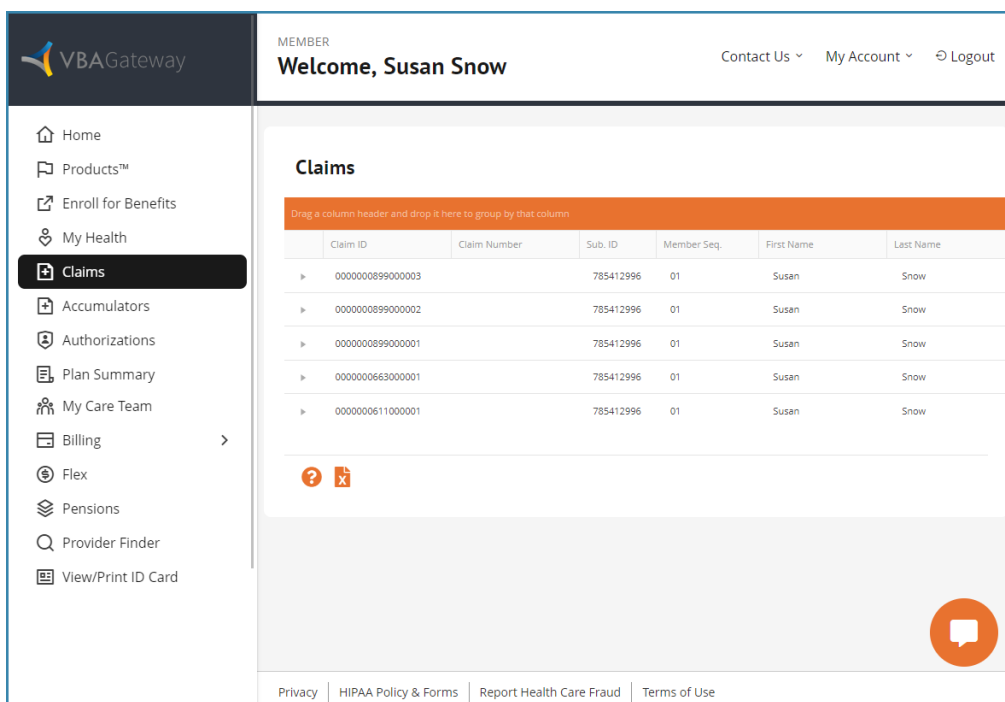 VBAGateway
MEMBER
Welcome, Susan Snow
Contact Us
My Account
Logout
Home
Products™
Enroll for Benefits
My Health
Claims
Accumulators
Authorizations
Plan Summary
My Care Team
Billing
Flex
Pensions
Provider Finder
View/Print ID Card
Claims
Drag a column header and drop it here to group by that column
Claim ID Claim Number Sub. ID Member Seq. First Name Last Name
0000000899000003 785412996 01 Susan Snow
0000000899000002 785412996 01 Susan Snow
0000000899000001 785412996 01 Susan Snow
0000000663000001 785412996 01 Susan Snow
0000000611000001 785412996 01 Susan Snow
Privacy | HIPAA Policy & Forms | Report Health Care Fraud | Terms of Use